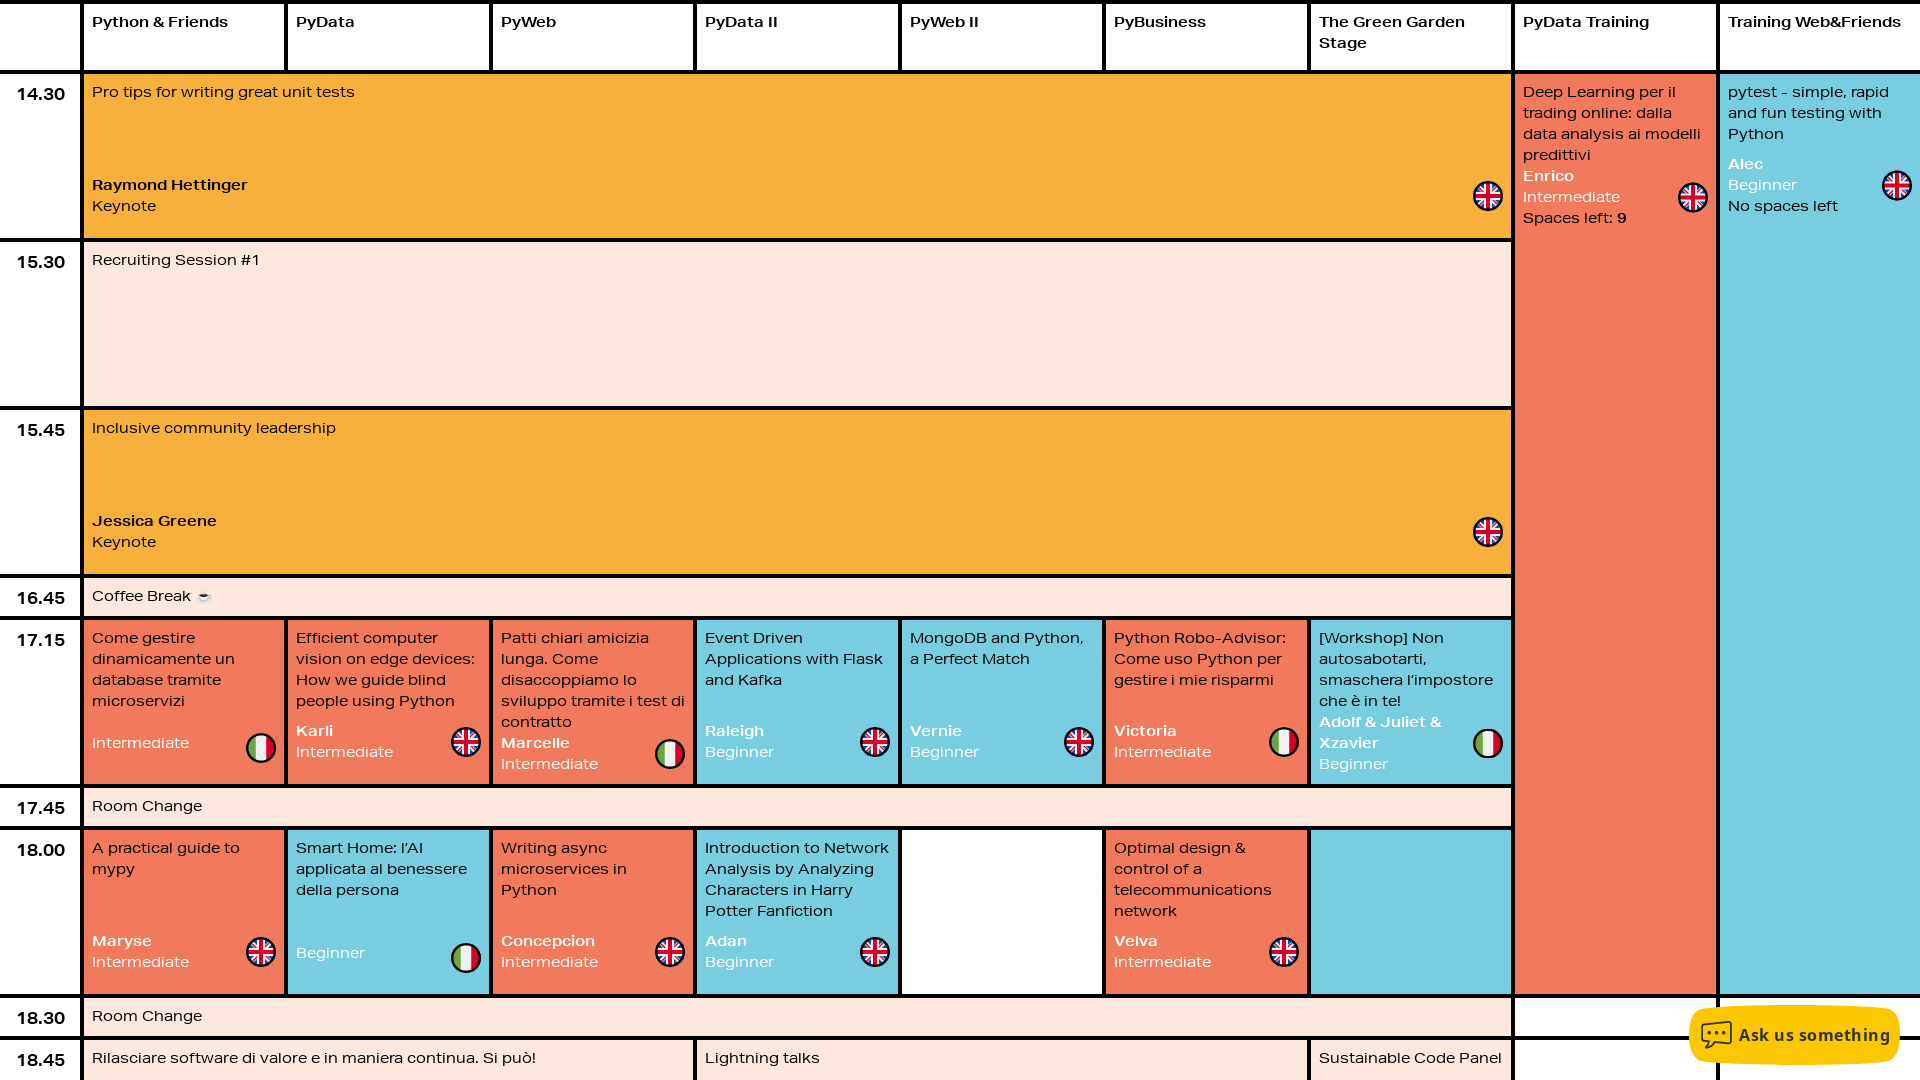 Python & Friends
PyData
PyWeb
PyData II
PyWeb II
PyBusiness
The Green Garden
Stage
PyData Training
Training Web&Friends
14.30
Pro tips for writing great unit tests
Raymond Hettinger
Keynote
Deep Learning per il
trading online: dalla
data analysis ai modelli
predittivi
Enrico
Intermediate
Spaces left: 9
pytest - simple, rapid
and fun testing with
Python
Alec
Beginner
No spaces left
15.30
Recruiting Session #1
15.45
Inclusive community leadership
Jessica Greene
Keynote
16.45
Coffee Break ☕
17.15
Come gestire
dinamicamente un
database tramite
microservizi
Intermediate
Efficient computer
vision on edge devices:
How we guide blind
people using Python
Karli
Intermediate
Patti chiari amicizia
lunga. Come
disaccoppiamo lo
sviluppo tramite i test di
contratto
Marcelle
Intermediate
Event Driven
Applications with Flask
and Kafka
Raleigh
Beginner
MongoDB and Python,
a Perfect Match
Vernie
Beginner
Python Robo-Advisor:
Come uso Python per
gestire i mie risparmi
Victoria
Intermediate
[Workshop] Non
autosabotarti,
smaschera l'impostore
che è in te!
Adolf & Juliet &
Xzavier
Beginner
17.45
Room Change
18.00
A practical guide to
mypy
Maryse
Intermediate
Smart Home: l'AI
applicata al benessere
della persona
Beginner
Writing async
microservices in
Python
Concepcion
Intermediate
Introduction to Network
Analysis by Analyzing
Characters in Harry
Potter Fanfiction
Adan
Beginner
Optimal design &
control of a
telecommunications
network
Velva
Intermediate
18.30
Room Change
18.45
Rilasciare software di valore e in maniera continua. Si può!
Lightning talks
Sustainable Code Panel
Ask us something